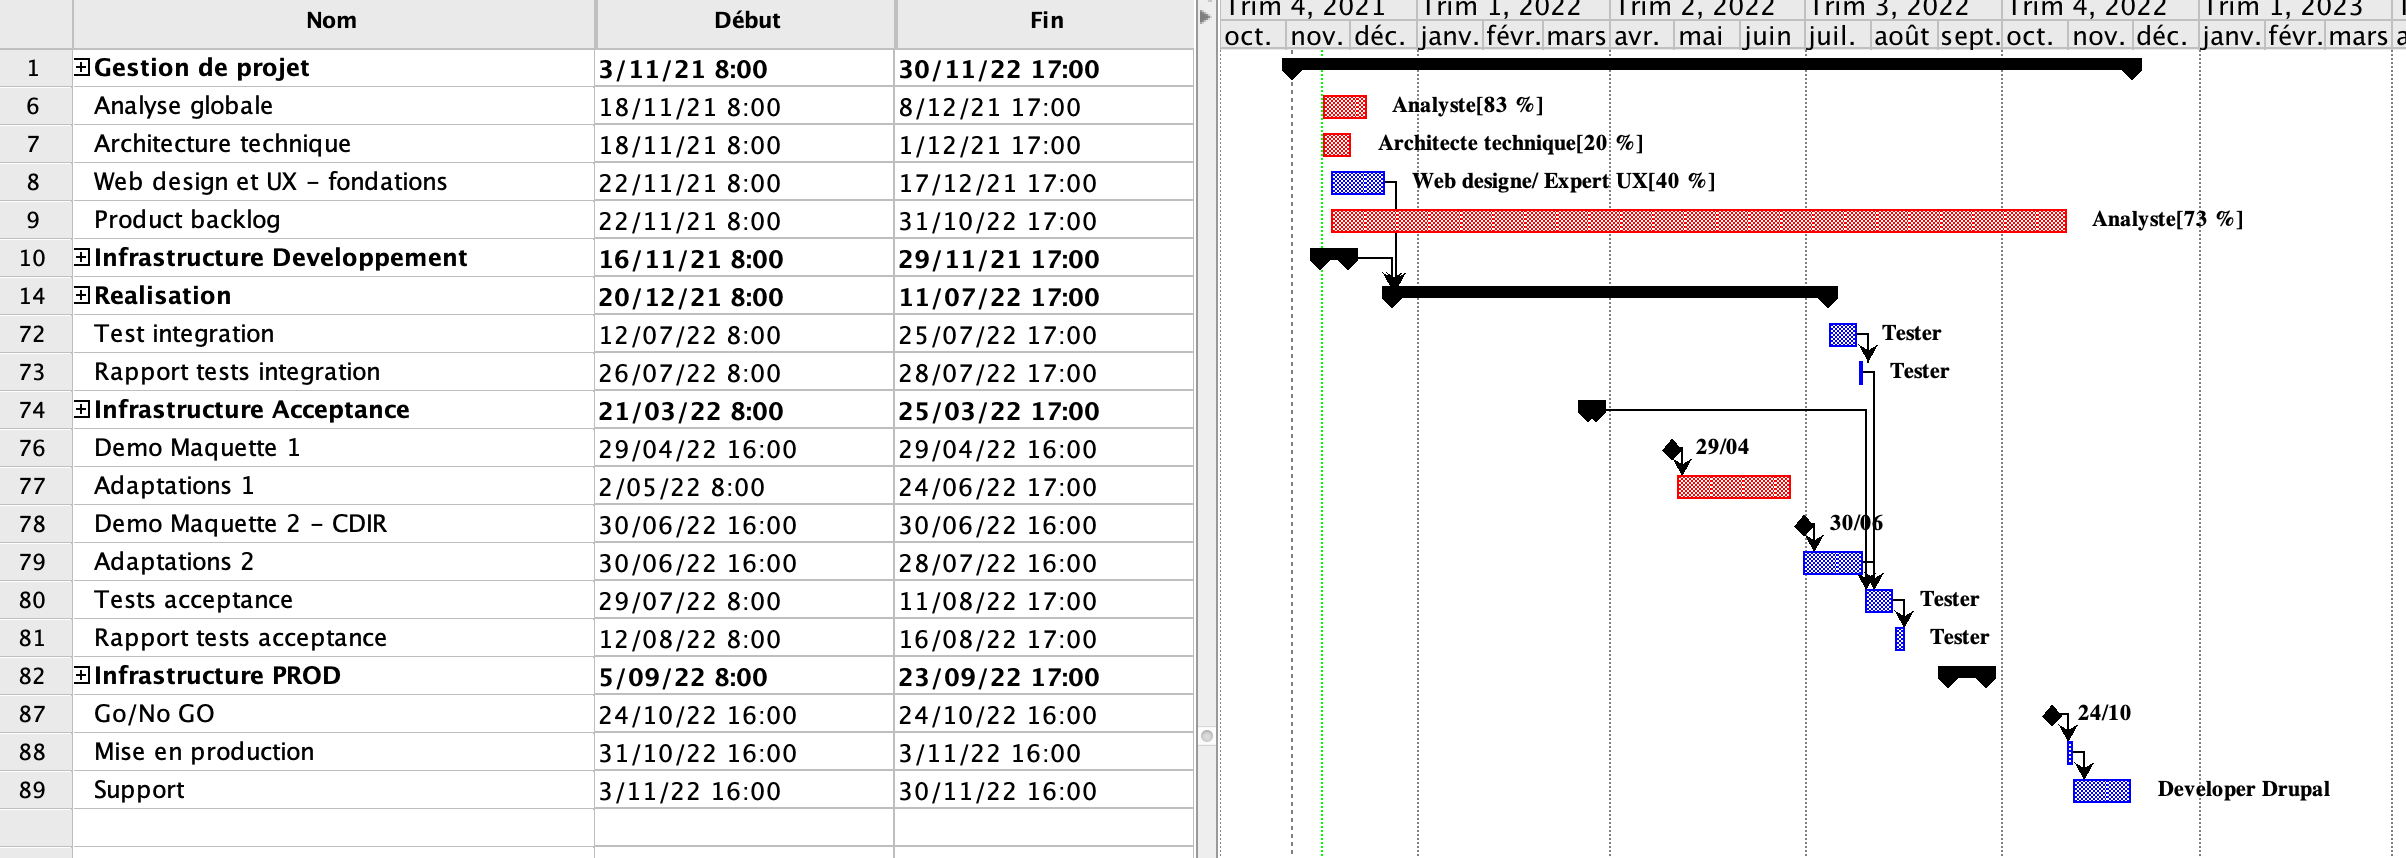 Nom Début Fin
Trim 4, 2021 Trim 1, 2022 Trim 2, 2022 Trim 3, 2022 Trim 4, 2022 Trim 1, 2023
oct. nov. déc. janv. févr. mars avr. mai juin juil. août sept. oct. nov. déc. janv. févr. mars a
1 Gestion de projet 3/11/21 8:00 30/11/22 17:00
6 Analyse globale 18/11/21 8:00 8/12/21 17:00 Analyste[83 %]
7 Architecture technique 18/11/21 8:00 1/12/21 17:00 Architecte technique[20 %]
8 Web design et UX – fondations 22/11/21 8:00 17/12/21 17:00 Web designe/ Expert UX[40 %]
9 Product backlog 22/11/21 8:00 31/10/22 17:00 Analyste[73 %]
10 Infrastructure Developpement 16/11/21 8:00 29/11/21 17:00
14 Realisation 20/12/21 8:00 11/07/22 17:00
72 Test integration 12/07/22 8:00 25/07/22 17:00 Tester
73 Rapport tests integration 26/07/22 8:00 28/07/22 17:00 Tester
74 Infrastructure Acceptance 21/03/22 8:00 25/03/22 17:00
76 Demo Maquette 1 29/04/22 16:00 29/04/22 16:00 29/04
77 Adaptations 1 2/05/22 8:00 24/06/22 17:00
78 Demo Maquette 2 – CDIR 30/06/22 16:00 30/06/22 16:00 30/06
79 Adaptations 2 30/06/22 16:00 28/07/22 16:00
80 Tests acceptance 29/07/22 8:00 11/08/22 17:00 Tester
81 Rapport tests acceptance 12/08/22 8:00 16/08/22 17:00 Tester
82 Infrastructure PROD 5/09/22 8:00 23/09/22 17:00
87 Go/No GO 24/10/22 16:00 24/10/22 16:00 24/10
88 Mise en production 31/10/22 16:00 3/11/22 16:00
89 Support 3/11/22 16:00 30/11/22 16:00 Developer Drupal